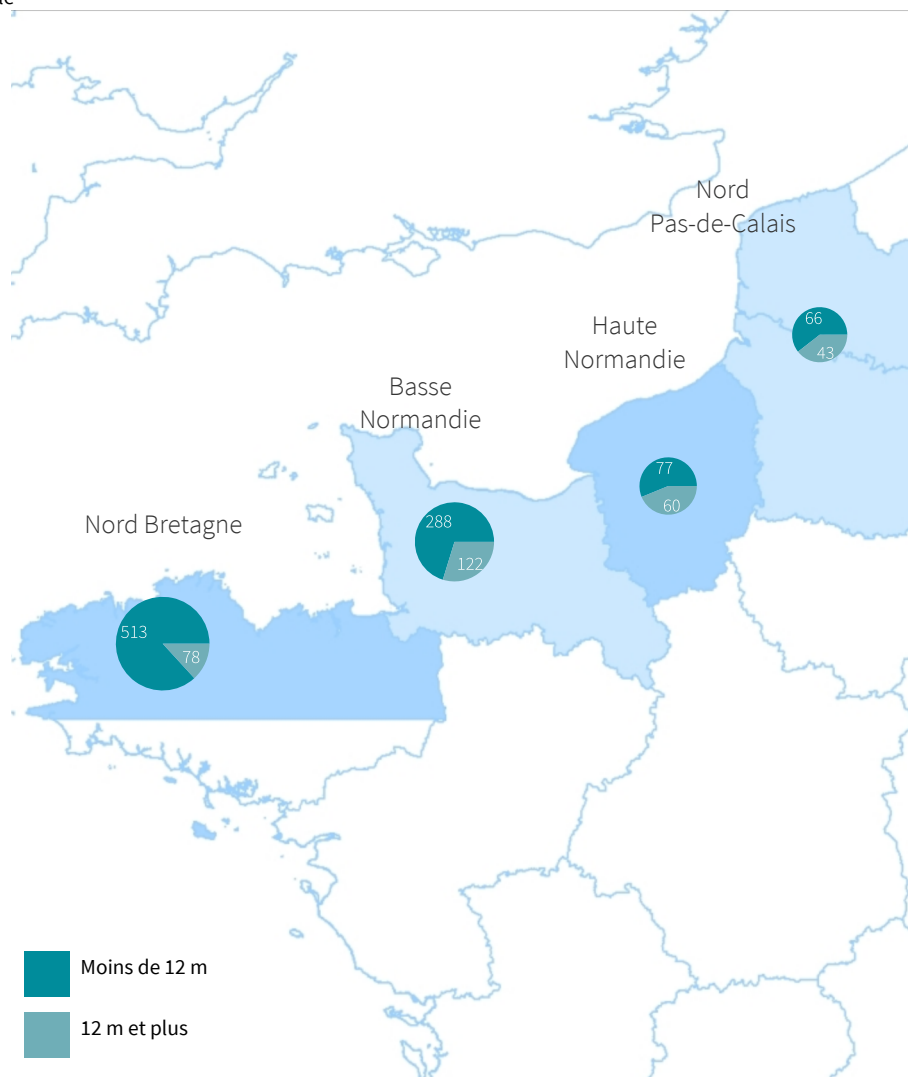 Nord
Pas-de-Calais
66
43
Haute
Normandie
77
60
Basse
Normandie
288
122
Nord Bretagne
513
78
Moins de 12 m
12 m et plus